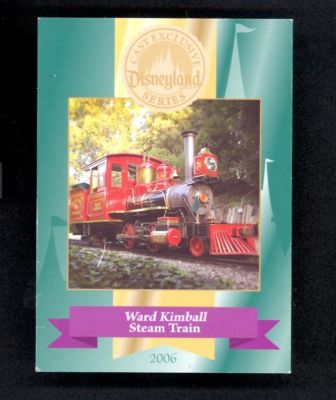 CAST EXCLUSIVE
Disneyland
SERIES
Ward Kimball
Steam Train
2006